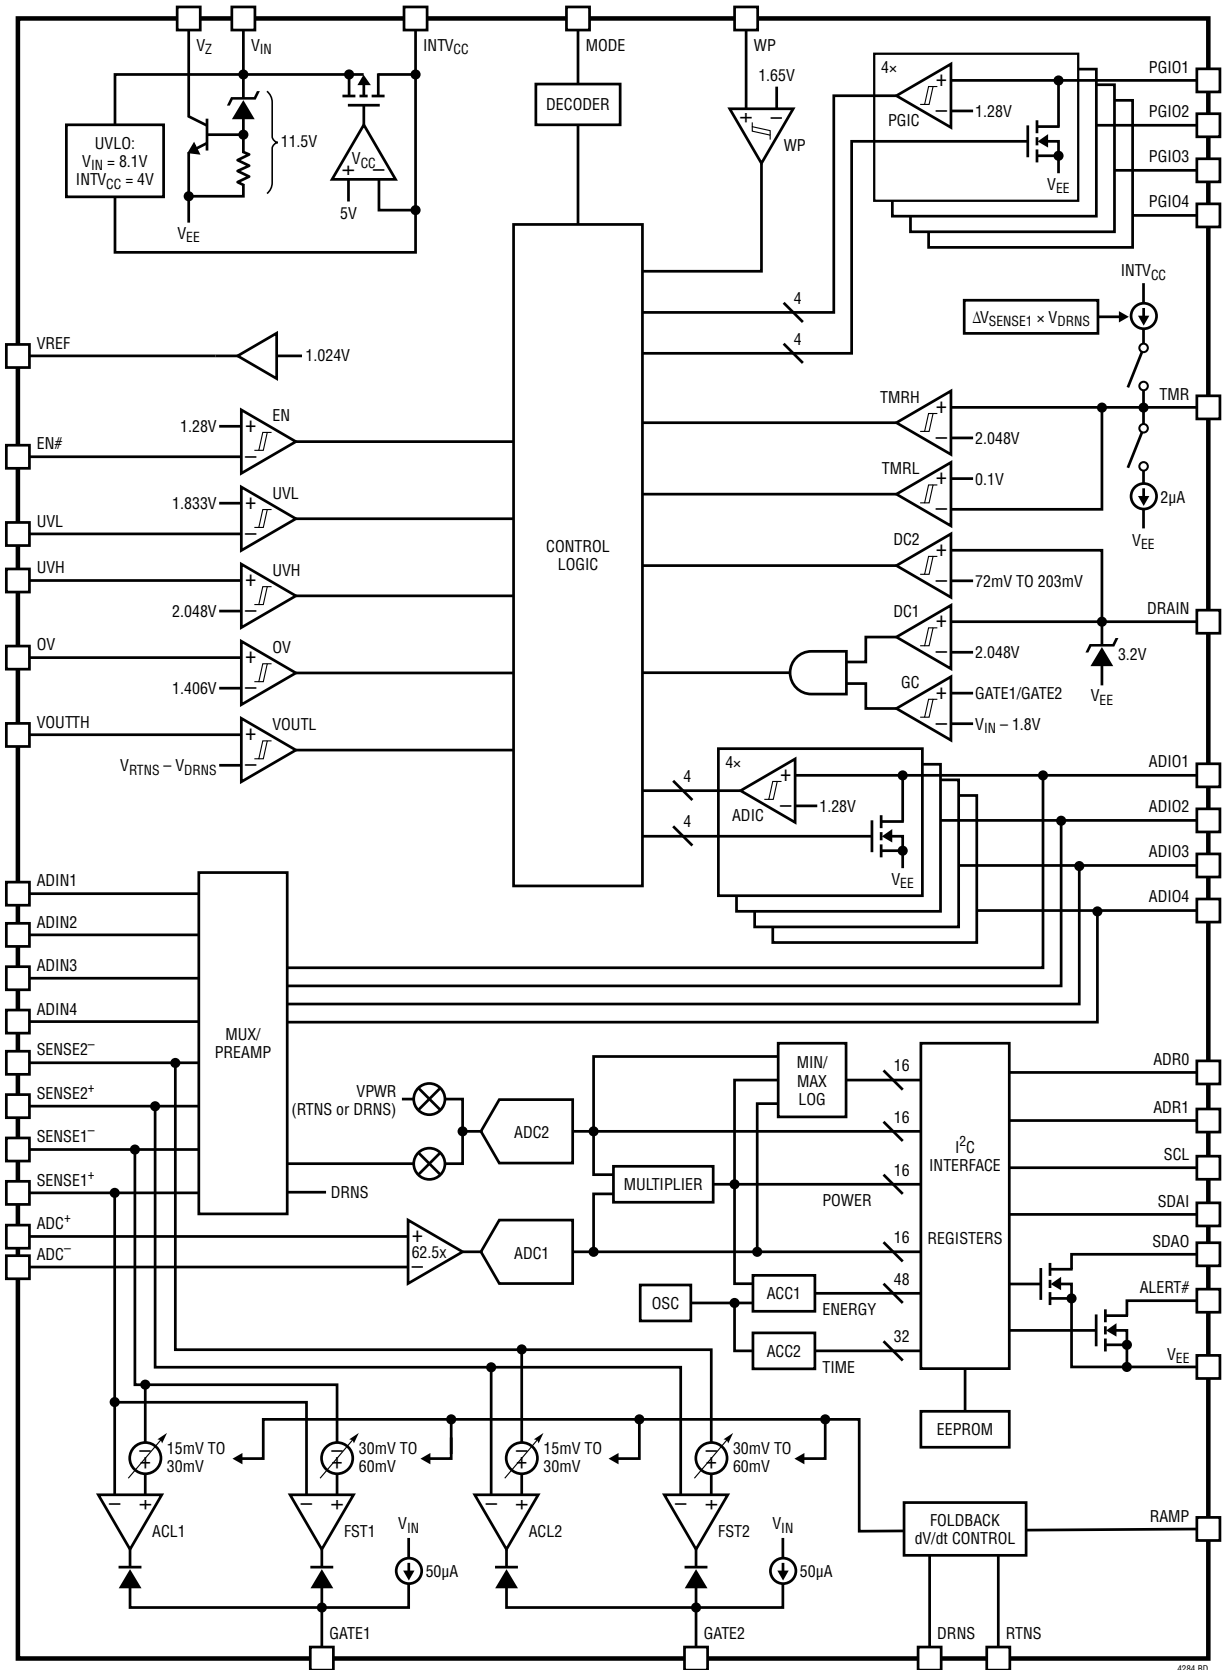 VZ
VIN
INTVCC
MODE
WP
UVLO:
VIN = 8.1V
INTVCC = 4V
11.5V
VCC
+
–
5V
VEE
DECODER
1.65V
+
–
WP
4×
+
–
1.28V
PGIC
VEE
PGIO1
PGIO2
PGIO3
PGIO4
4
4
INTVCC
ΔVSENSE1 × VDRNS
TMR
2µA
VEE
VREF
1.024V
EN#
1.28V
+
–
EN
UVL
1.833V
+
–
UVL
UVH
+
–
2.048V
UVH
OV
+
–
1.406V
OV
VOUTTH
+
–
VRTNS – VDRNS
VOUTL
CONTROL
LOGIC
TMRH
+
–
2.048V
TMRL
+
–
0.1V
DC2
+
–
72mV TO 203mV
DC1
+
–
2.048V
DRAIN
3.2V
VEE
GC
+
–
GATE1/GATE2
VIN – 1.8V
4
4
4×
+
–
1.28V
ADIC
VEE
ADIO1
ADIO2
ADIO3
ADIO4
ADIN1
ADIN2
ADIN3
ADIN4
SENSE2–
SENSE2+
SENSE1–
SENSE1+
ADC+
ADC–
MUX/
PREAMP
VPWR
(RTNS or DRNS)
DRNS
ADC2
+
–
62.5x
ADC1
MULTIPLIER
MIN/
MAX
LOG
16
16
16
POWER
16
OSC
ACC1
48
ENERGY
ACC2
32
TIME
I2C
INTERFACE
REGISTERS
EEPROM
ADR0
ADR1
SCL
SDAI
SDAO
ALERT#
VEE
–
+
15mV TO
30mV
–
+
ACL1
–
+
30mV TO
60mV
–
+
FST1
VIN
50µA
–
+
15mV TO
30mV
–
+
ACL2
–
+
30mV TO
60mV
–
+
FST2
VIN
50µA
FOLDBACK
dV/dt CONTROL
RAMP
GATE1
GATE2
DRNS
RTNS
4284 BD